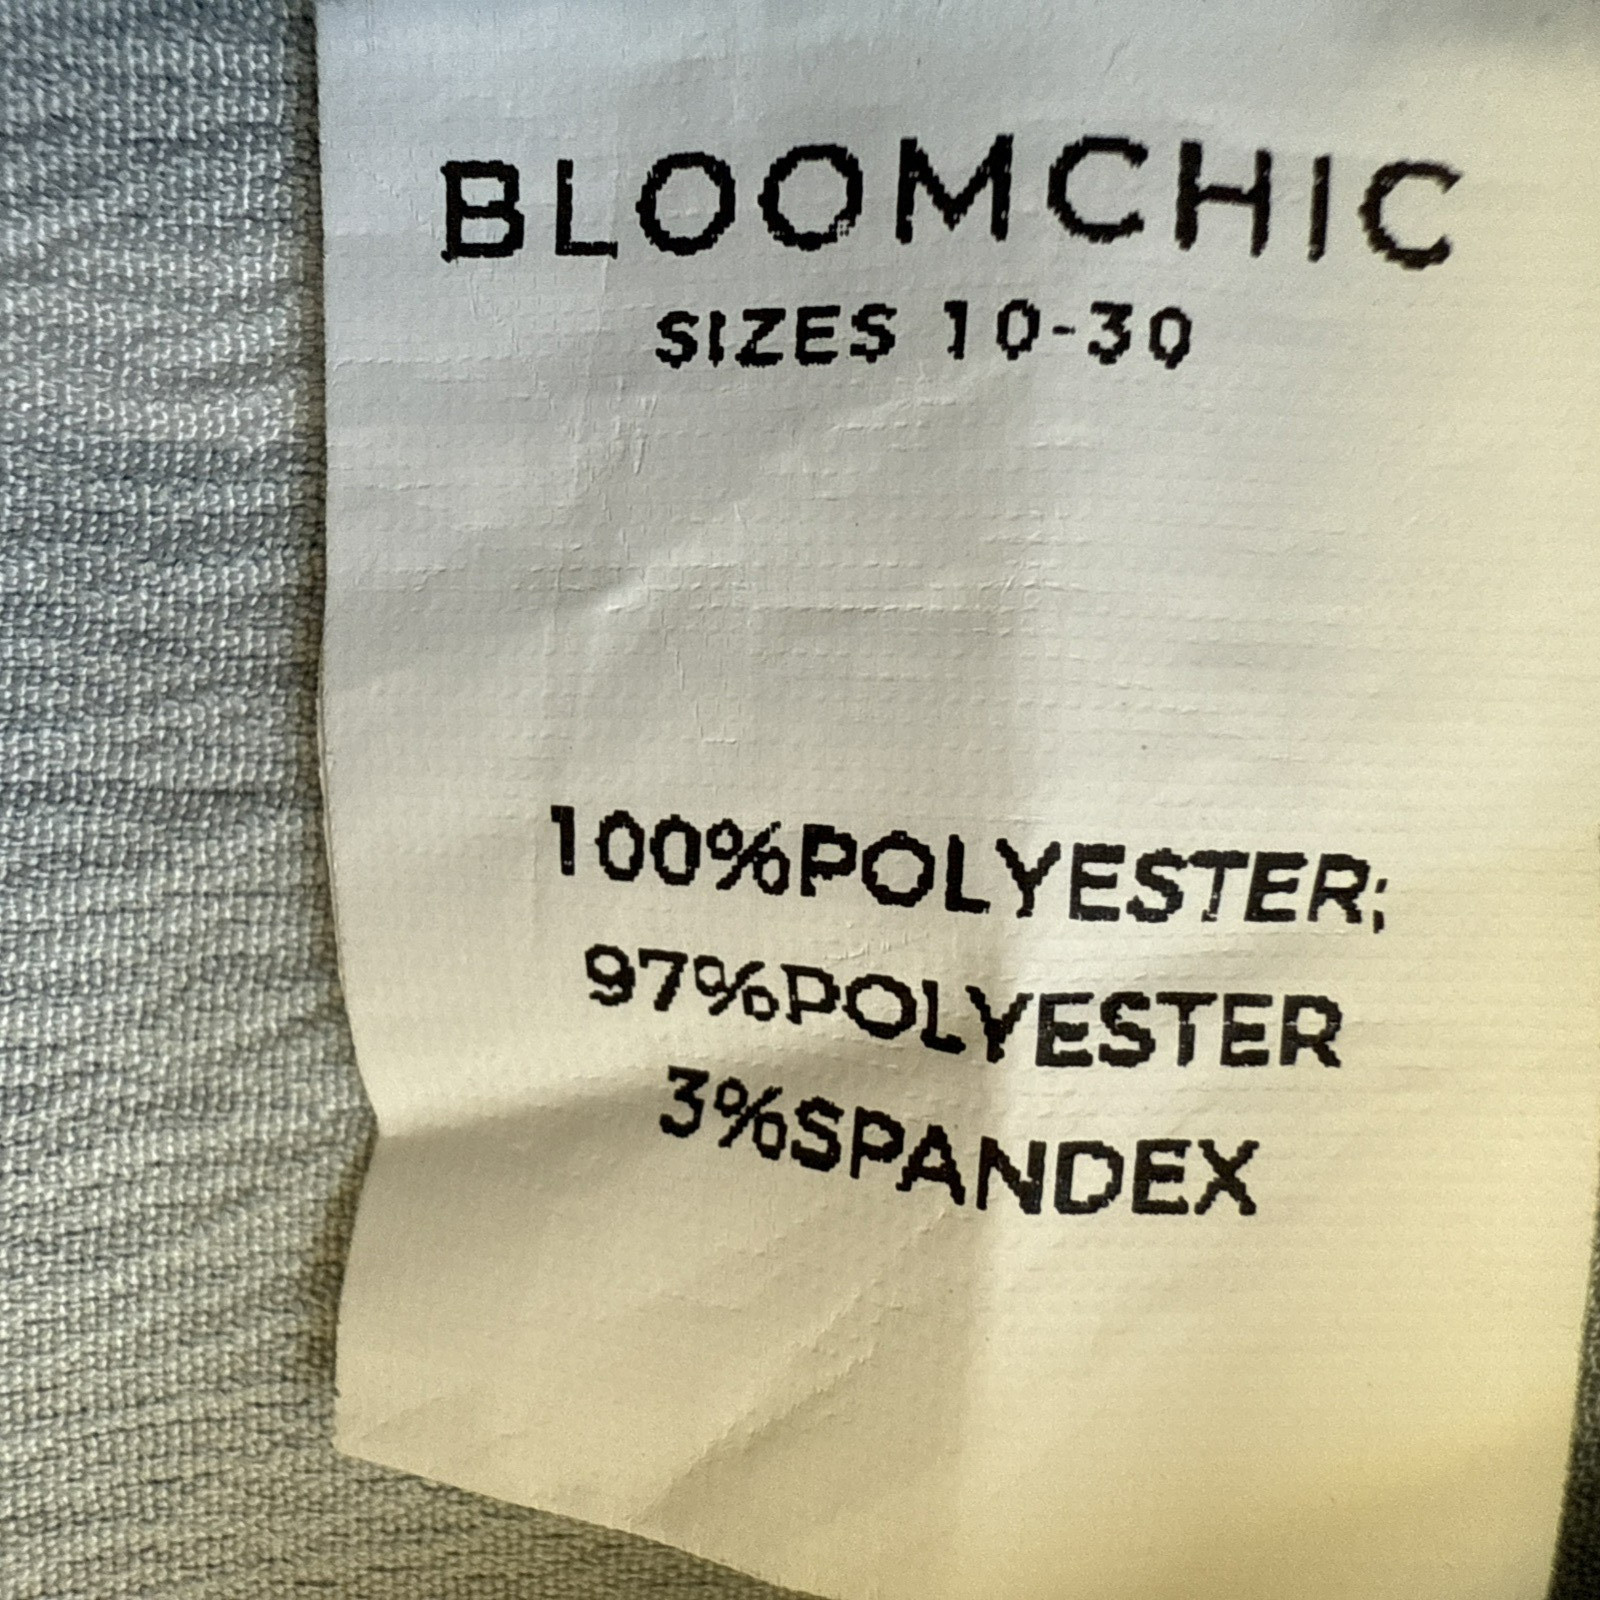 BLOOMCHIC
SIZES 10-30
100%POLYESTER;
97%POLYESTER
3%SPANDEX